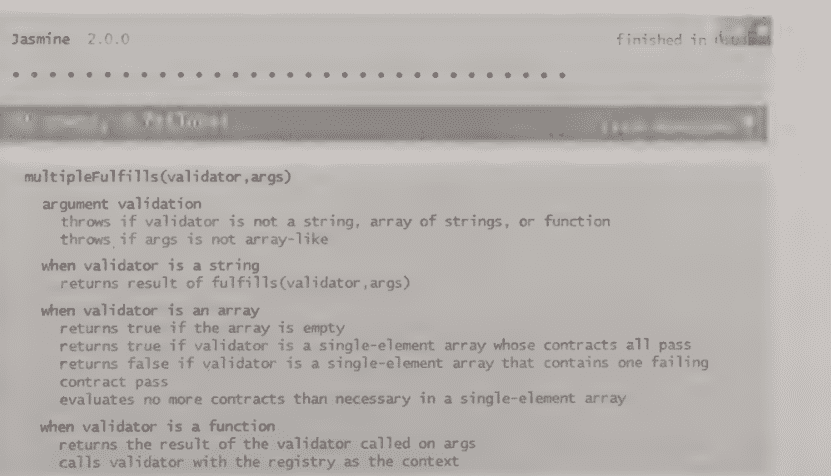 Jasmine 2.0.0
finished in
multipleFulfills(validator,args)
argument validation
throws if validator is not a string, array of strings, or function
throws if args is not array-like
when validator is a string
returns result of fulfills(validator,args)
when validator is an array
returns true if the array is empty
returns true if validator is a single-element array whose contracts all pass
returns false if validator is a single-element array that contains one failing
contract pass
evaluates no more contracts than necessary in a single-element array
when validator is a function
returns the result of the validator called on args
calls validator with the registry as the context